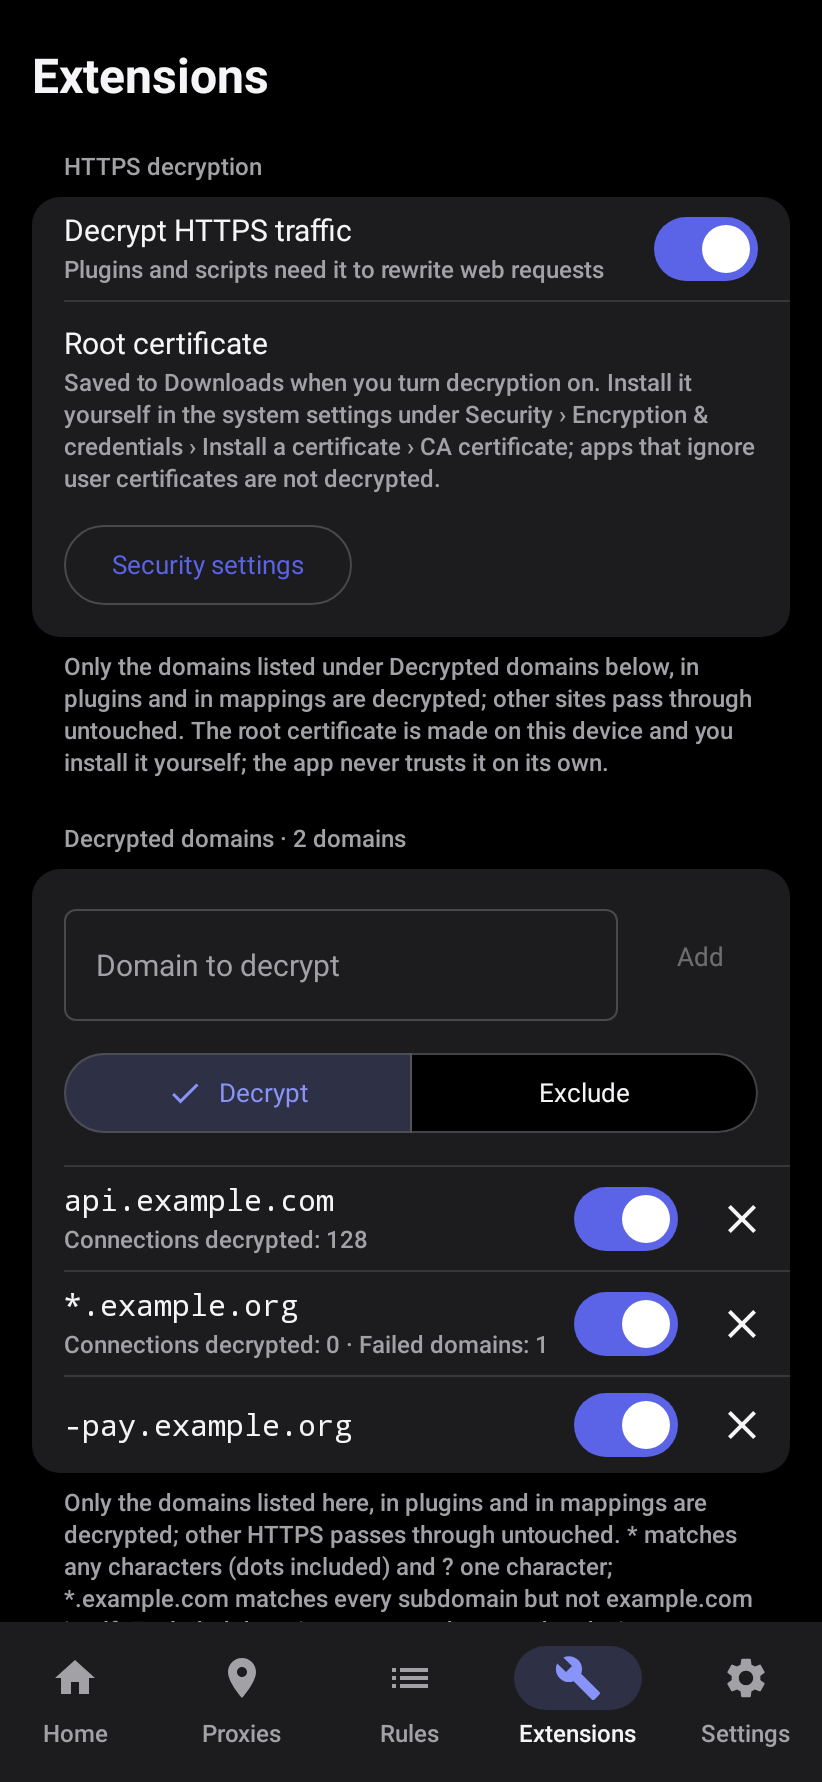 Extensions
HTTPS decryption
Decrypt HTTPS traffic
Plugins and scripts need it to rewrite web requests
Root certificate
Saved to Downloads when you turn decryption on. Install it
yourself in the system settings under Security › Encryption &
credentials › Install a certificate › CA certificate; apps that ignore
user certificates are not decrypted.
Security settings
Only the domains listed under Decrypted domains below, in
plugins and in mappings are decrypted; other sites pass through
untouched. The root certificate is made on this device and you
install it yourself; the app never trusts it on its own.
Decrypted domains · 2 domains
Domain to decrypt
Add
Decrypt
Exclude
api.example.com
Connections decrypted: 128
*.example.org
Connections decrypted: 0 · Failed domains: 1
-pay.example.org
Only the domains listed here, in plugins and in mappings are
decrypted; other HTTPS passes through untouched. * matches
any characters (dots included) and ? one character;
*.example.com matches every subdomain but not example.com
Home
Proxies
Rules
Extensions
Settings